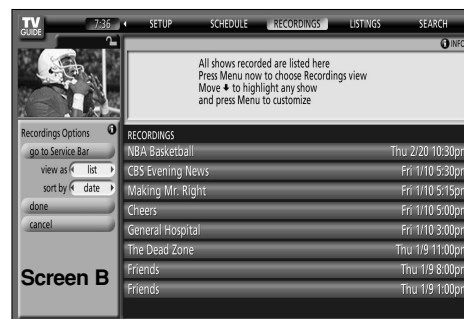 TV
GUIDE
7:36 SETUP SCHEDULE RECORDINGS LISTINGS SEARCH
INFO
All shows recorded are listed here
Press Menu now to choose Recordings view
Move to highlight any show
and press Menu to customize
Recordings Options
go to Service Bar
view as list
sort by date
done
cancel
Screen B
RECORDINGS
NBA Basketball Thu 2/20 10:30pm
CBS Evening News Fri 1/10 5:30pm
Making Mr. Right Fri 1/10 5:15pm
Cheers Fri 1/10 5:00pm
General Hospital Fri 1/10 3:00pm
The Dead Zone Thu 1/9 11:00pm
Friends Thu 1/9 8:00pm
Friends Thu 1/9 1:00pm